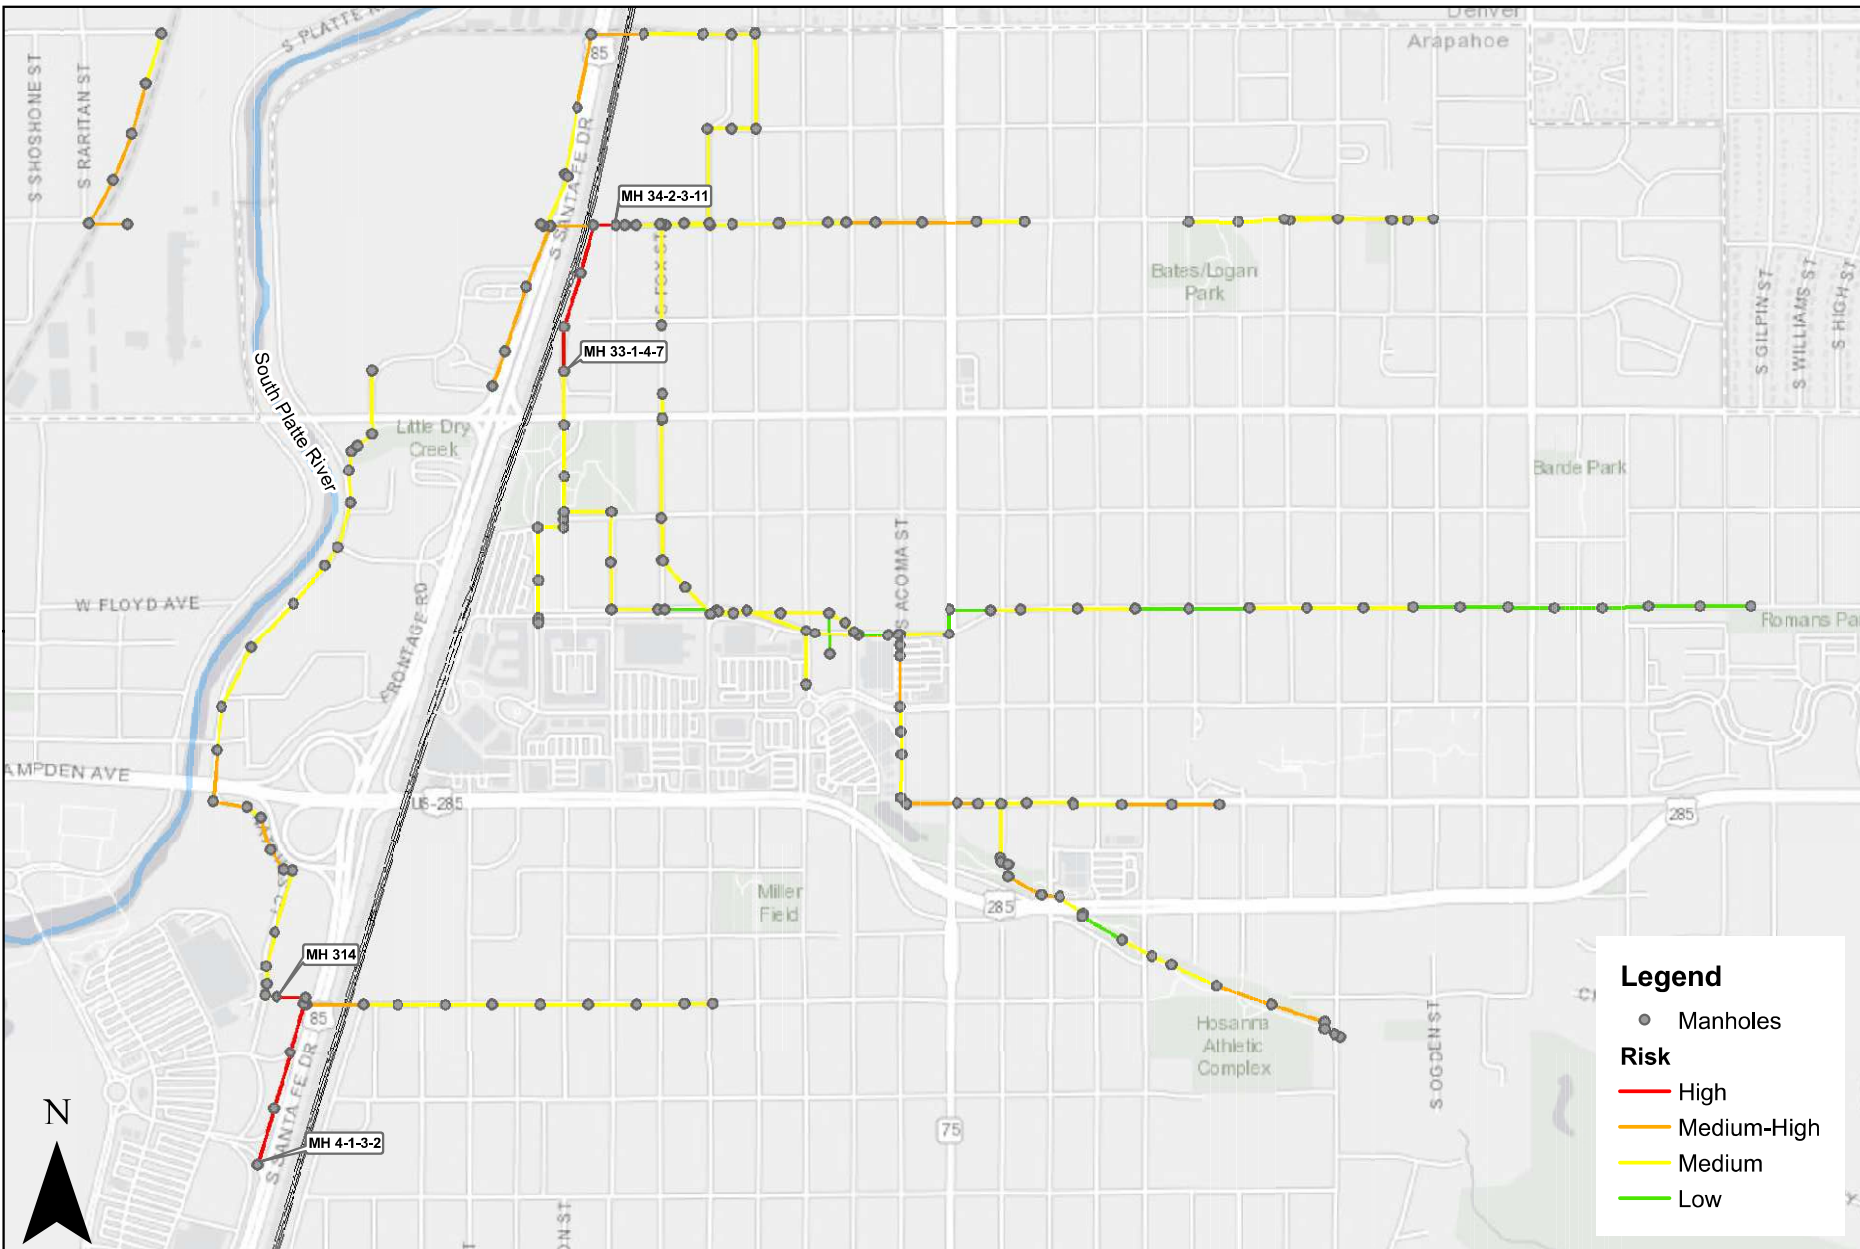 Denver
Arapahoe
S PLATTE R
85
S SHOSHONE ST
S RARITAN ST
S SANTA FE DR
MH 34-2-3-11
S FOX ST
Bates/Logan
Park
S GILPIN ST
S WILLIAMS ST
S HIGH ST
MH 33-1-4-7
South Platte River
Little Dry
Creek
Barde Park
S ACOMA ST
W FLOYD AVE
FRONTAGE RD
Romans Par
AMPDEN AVE
US-285
285
Miller
Field
285
MH 314
85
Hosanna
Athletic
Complex
S OGDEN ST
S SANTA FE DR
MH 4-1-3-2
75
N
Legend
Manholes
Risk
High
Medium-High
Medium
Low
ON ST
T